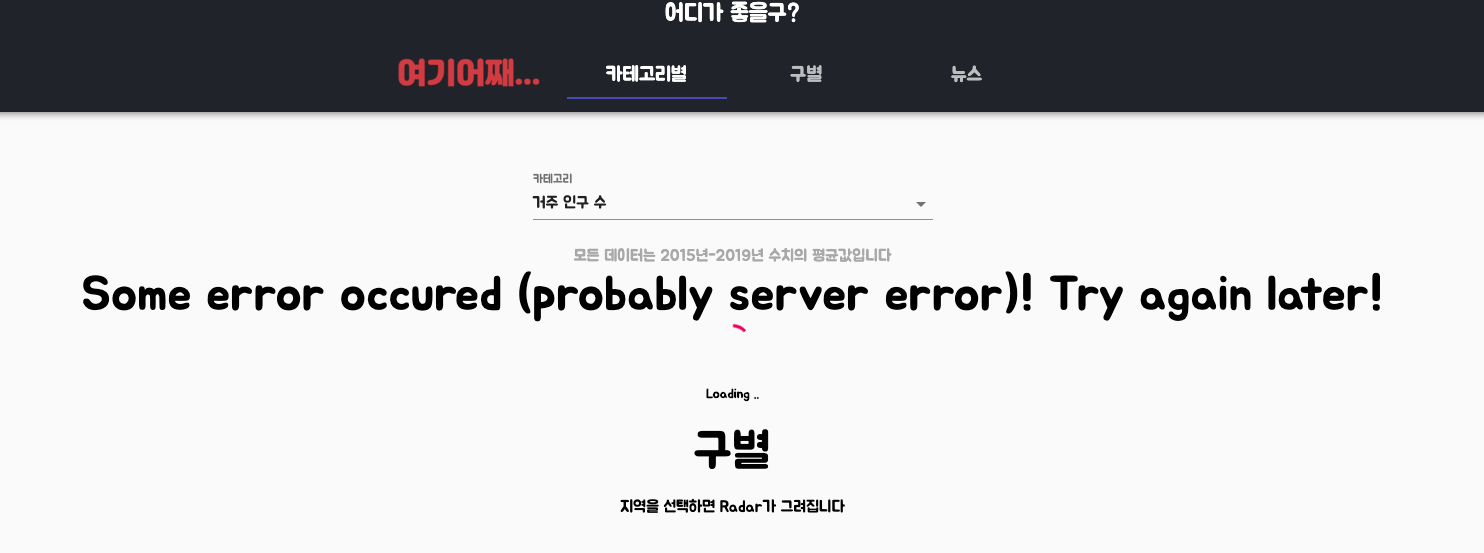 어디가 좋을구?
여기어째...
카테고리별
구별
뉴스
카테고리
거주 인구 수
모든 데이터는 2015년-2019년 수치의 평균값입니다
Some error occured (probably server error)! Try again later!
Loading ..
구별
지역을 선택하면 Radar가 그려집니다